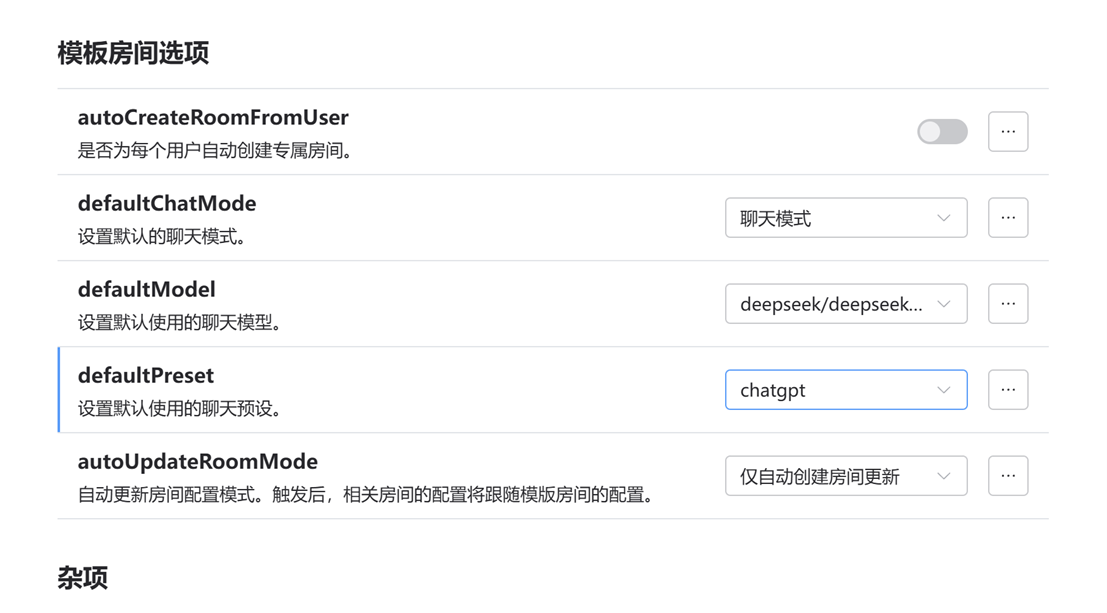 模板房间选项
autoCreateRoomFromUser
是否为每个用户自动创建专属房间。
defaultChatMode
聊天模式
设置默认的聊天模式。
defaultModel
deepseek/deepseek...
设置默认使用的聊天模型。
defaultPreset
chatgpt
设置默认使用的聊天预设。
autoUpdateRoomMode
仅自动创建房间更新
自动更新房间配置模式。触发后，相关房间的配置将跟随模版房间的配置。
杂项